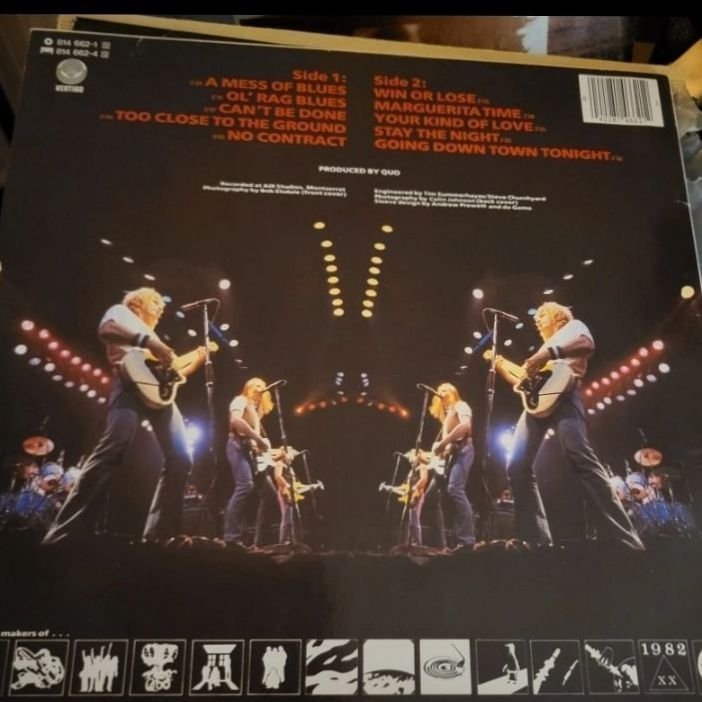 814 662-1
814 662-4
VERTIGO
Side 1:
A MESS OF BLUES
OL' RAG BLUES
CAN'T BE DONE
TOO CLOSE TO THE GROUND
NO CONTRACT
Side 2:
WIN OR LOSE
MARGUERITA TIME
YOUR KIND OF LOVE
STAY THE NIGHT
GOING DOWN TOWN TONIGHT
PRODUCED BY QUO
Recorded at AIR Studios, Montserrat
Photography by Bob Elsdale (front cover)
Engineered by Tim Summerhayes/Steve Churchyard
Photography by Colin Johnson (back cover)
Sleeve design by Andrew Prewett and da Gama
makers of . . .
1982
XX